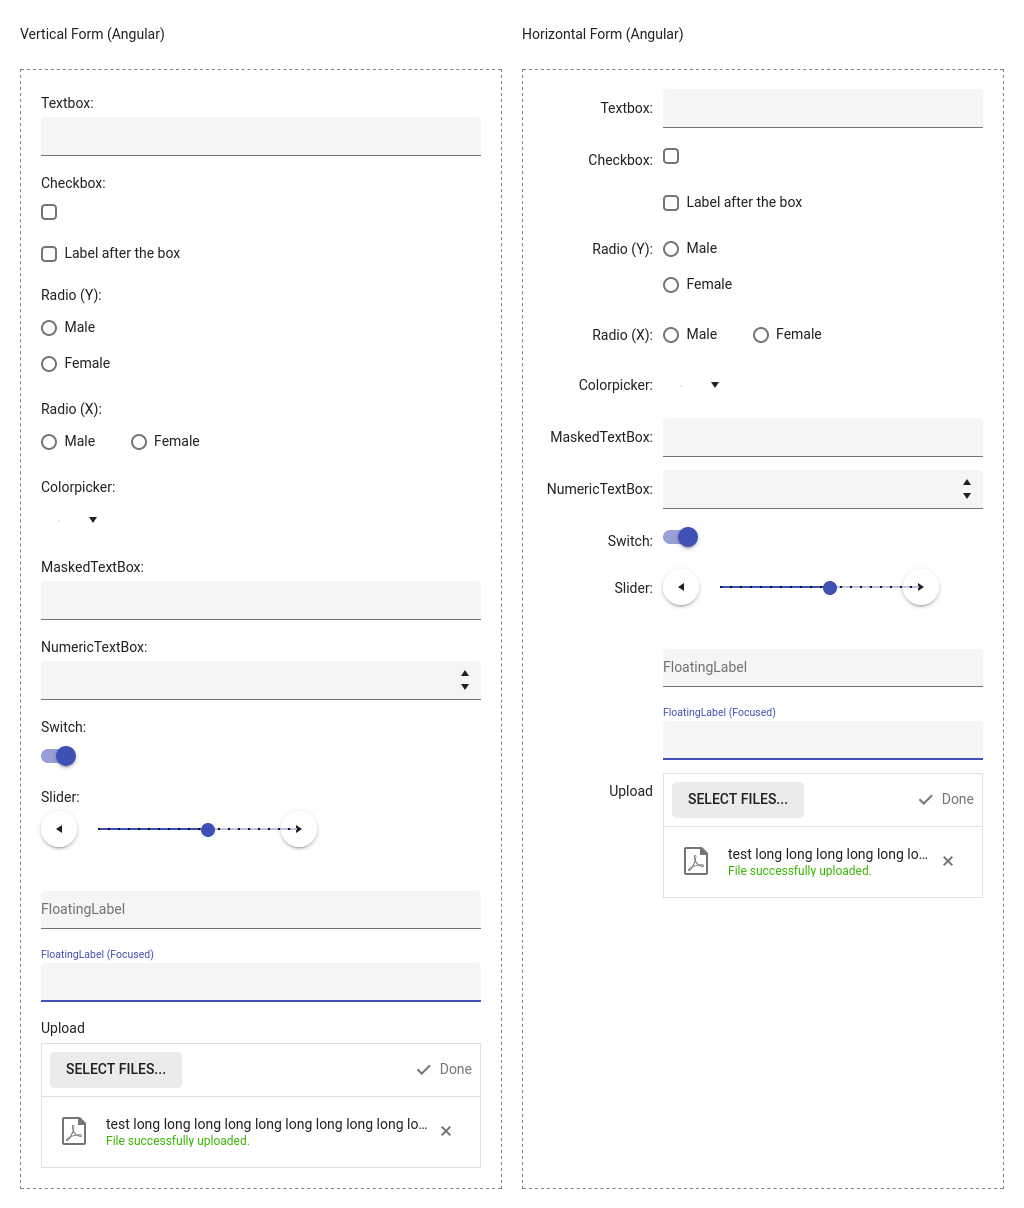 Vertical Form (Angular)
Textbox:
Checkbox:
Label after the box
Radio (Y):
Male
Female
Radio (X):
Male Female
Colorpicker:
MaskedTextBox:
NumericTextBox:
Switch:
Slider:
FloatingLabel
FloatingLabel (Focused)
Upload
SELECT FILES... Done
test long long long long long long long long long lo...
File successfully uploaded.
Horizontal Form (Angular)
Textbox:
Checkbox:
Label after the box
Radio (Y): Male
Female
Radio (X): Male Female
Colorpicker:
MaskedTextBox:
NumericTextBox:
Switch:
Slider:
FloatingLabel
FloatingLabel (Focused)
Upload SELECT FILES... Done
test long long long long long lo...
File successfully uploaded.